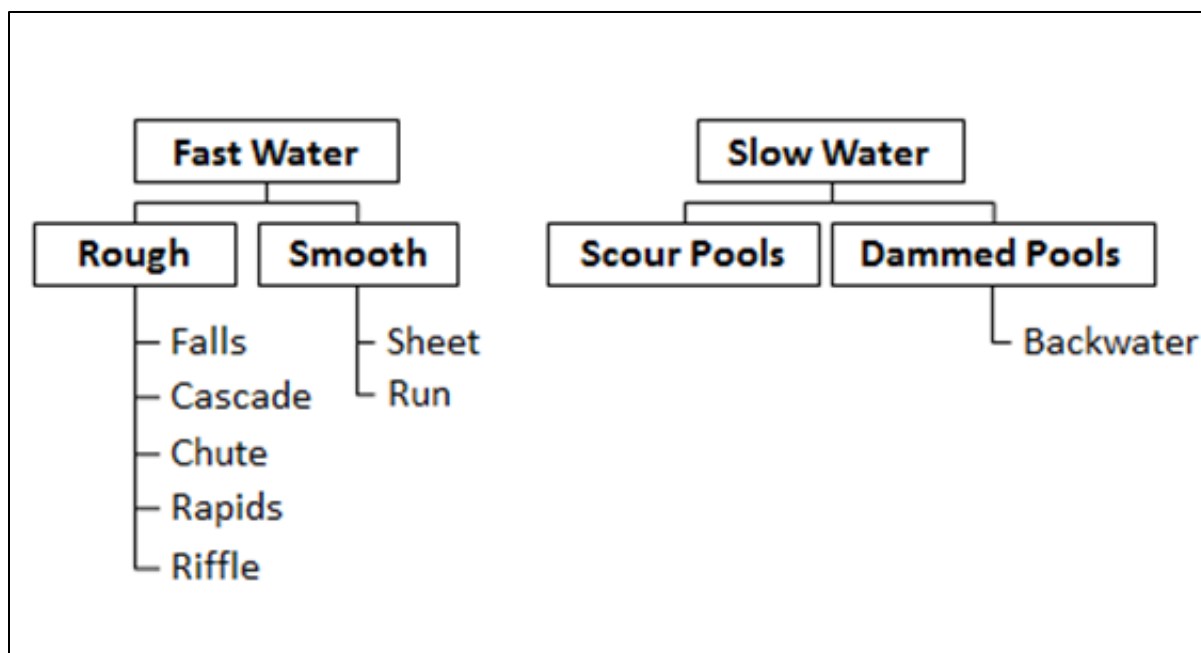 Fast Water
Rough
Smooth
Falls
Cascade
Chute
Rapids
Riffle
Sheet
Run
Slow Water
Scour Pools
Dammed Pools
Backwater